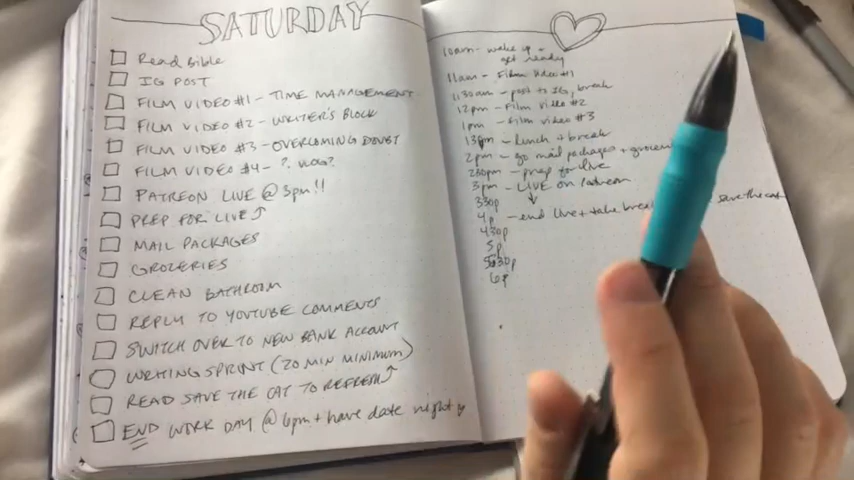 SATURDAY
Read Bible
IG POST
FILM VIDEO #1 - TIME MANAGEMENT
FILM VIDEO #2 - WRITER'S BLOCK
FILM VIDEO #3 - OVERCOMING DOUBT
FILM VIDEO #4 - ? VLOG?
PATREON LIVE @ 3pm!!
PREP FOR LIVE
MAIL PACKAGES
GROZERIES
CLEAN BATHROOM
REPLY TO YOUTUBE COMMENTS
SWITCH OVER TO NEW BANK ACCOUNT
WRITING SPRINT (20 MIN MINIMUM)
READ SAVE THE CAT TO REFRESH
END WORK DAY @ 6pm + have date night
10am - wake up +
get ready
11am - Film Video #1
1130am - post to IG, break
12pm - Film Video #2
1pm - Film video #3
130pm - lunch + break
2pm - go mail packages +
230pm - prep for live
3pm - LIVE on Patreon
330p
4p - end live + take break save the cat
430p
5p
530p
6p